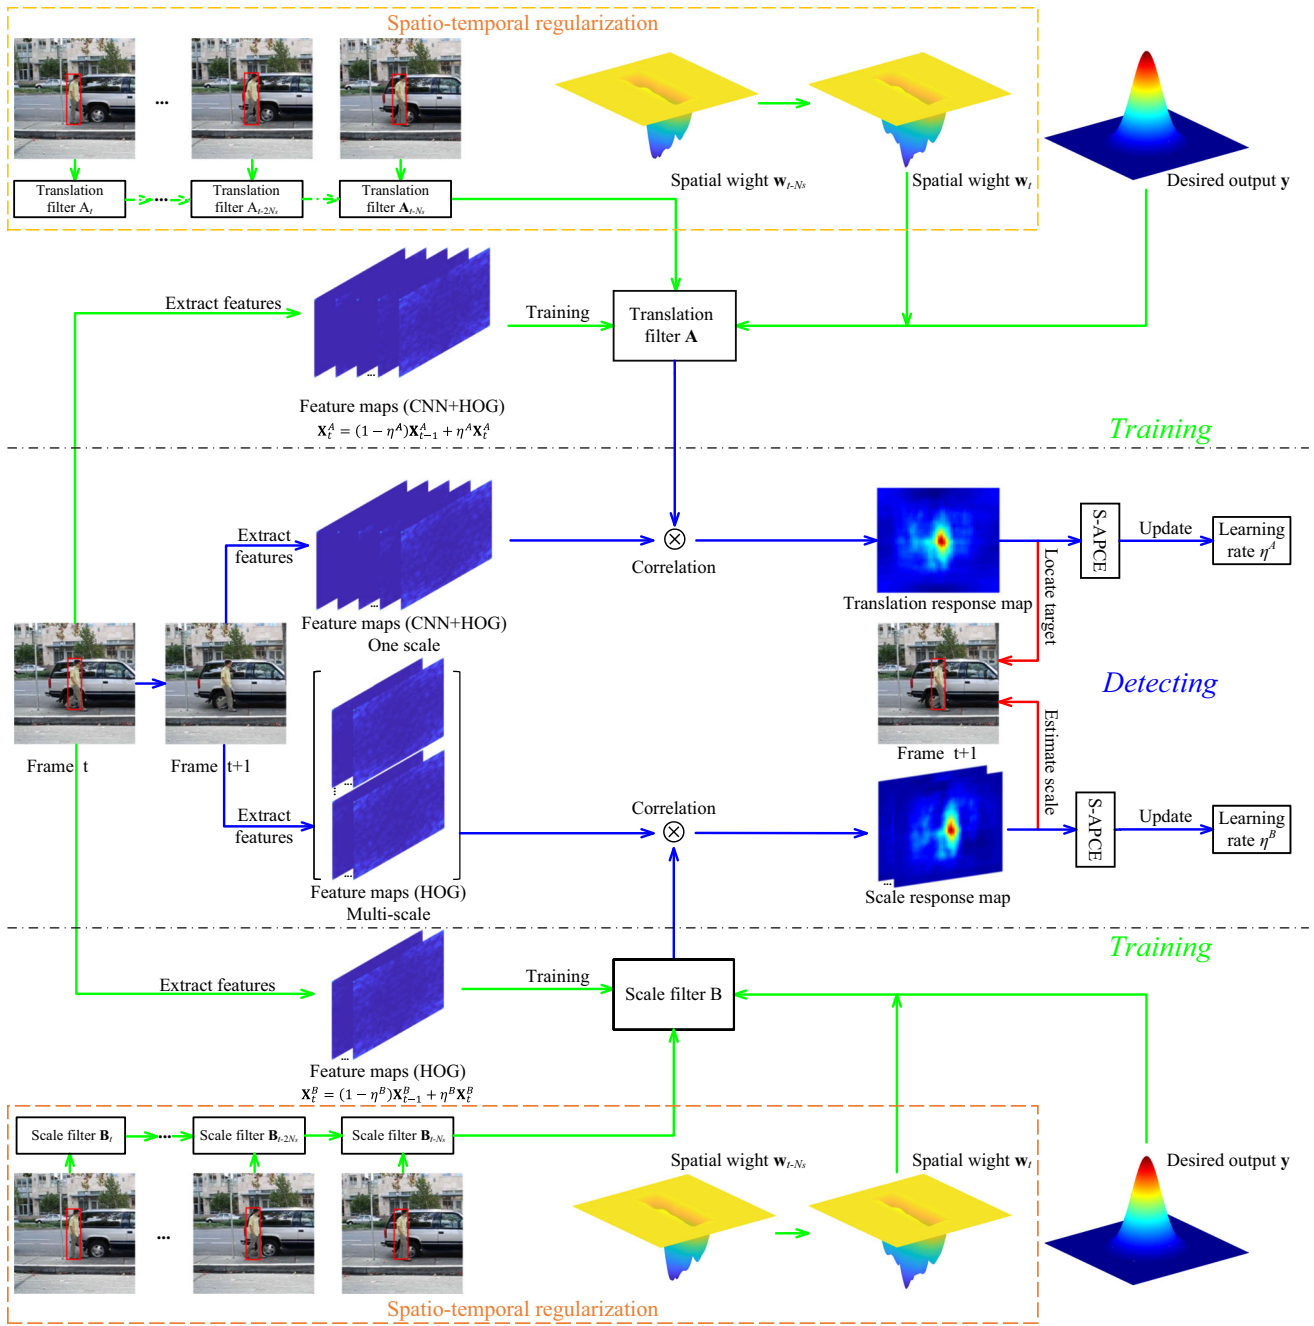 Spatio-temporal regularization
...
Translation
filter A_t
...
Translation
filter A_{t-2Ns}
Translation
filter A_{t-Ns}
Spatial wight w_{t-Ns}
Spatial wight w_t
Desired output y
Extract features
...
Training
Translation
filter A
Feature maps (CNN+HOG)
X_t^A = (1 − η^A)X_{t−1}^A + η^A X_t^A
Training
Extract
features
...
Feature maps (CNN+HOG)
One scale
Correlation
Translation response map
Locate target
S-APCE
Update
Learning
rate η^A
Frame t
Frame t+1
Frame t+1
Detecting
Extract
features
...
...
...
Feature maps (HOG)
Multi-scale
Correlation
...
Scale response map
Estimate scale
S-APCE
Update
Learning
rate η^B
Training
Extract features
...
Training
Scale filter B
Feature maps (HOG)
X_t^B = (1 − η^B)X_{t−1}^B + η^B X_t^B
Scale filter B_t
...
Scale filter B_{t-2Ns}
Scale filter B_{t-Ns}
Spatial wight w_{t-Ns}
Spatial wight w_t
Desired output y
...
Spatio-temporal regularization